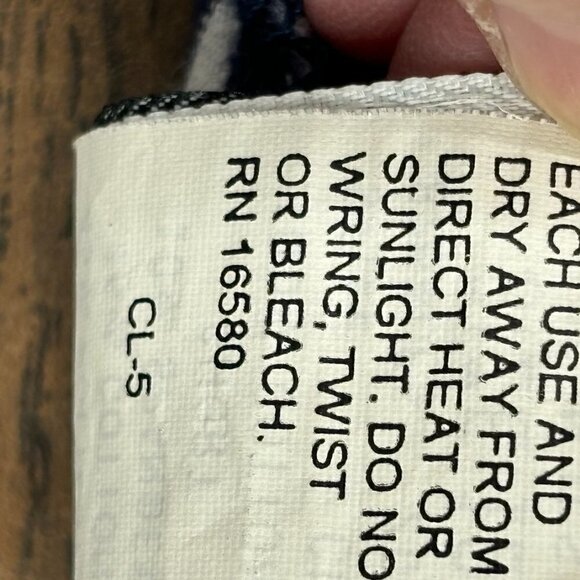 EACH USE AND
DRY AWAY FROM
DIRECT HEAT OR
SUNLIGHT. DO NO
WRING, TWIST
OR BLEACH.
RN 16580
CL-5